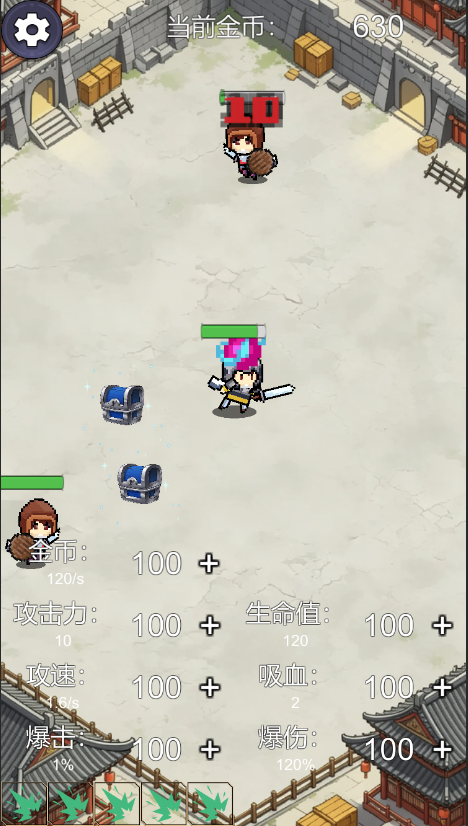 当前金币: 630
10
金币: 100 +
120/s
攻击力: 100 + 生命值: 100 +
10 120
攻速: 100 + 吸血: 100 +
1.6/s 2
爆击: 100 + 爆伤: 100 +
1% 120%